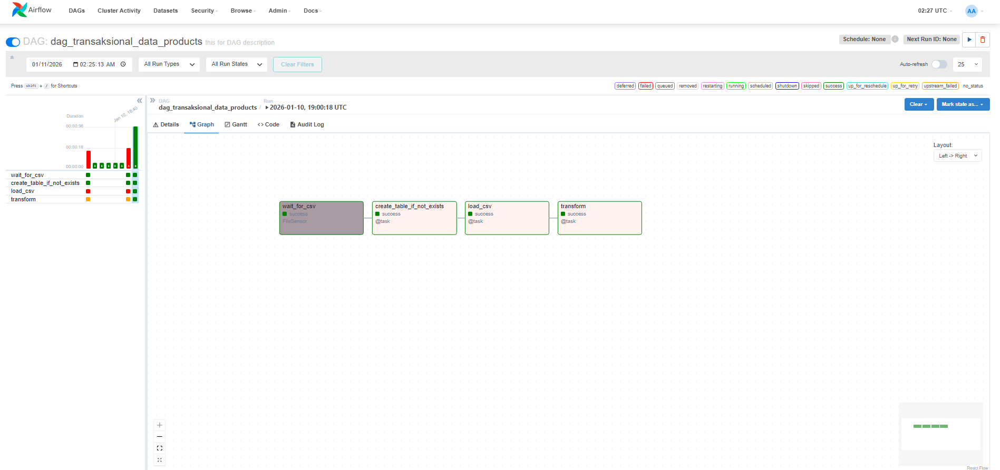 Airflow DAGs Cluster Activity Datasets Security Browse Admin Docs 02:27 UTC AA
DAG: dag_transaksional_data_products this for DAG description
Schedule: None Next Run ID: None
01/11/2026 02:25:13 AM All Run Types All Run States Clear Filters Auto-refresh 25
Press shift + / for Shortcuts
deferred failed queued removed restarting running scheduled shutdown skipped success up_for_reschedule up_for_retry upstream_failed no_status
DAG
dag_transaksional_data_products /
Run
2026-01-10, 19:00:18 UTC
Clear Mark state as...
Details Graph Gantt Code Audit Log
Jan 10, 18:40
Duration
00:00:36
00:00:18
00:00:00
wait_for_csv
create_table_if_not_exists
load_csv
transform
Layout:
Left -> Right
wait_for_csv
success
FileSensor
create_table_if_not_exists
success
@task
load_csv
success
@task
transform
success
@task
React Flow